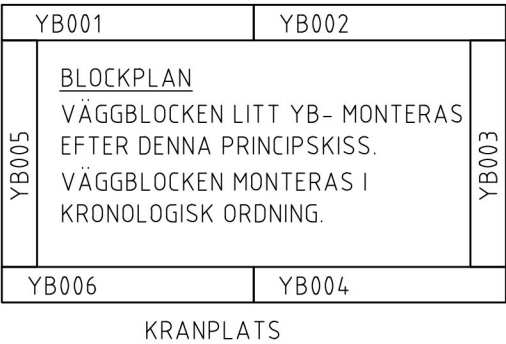 YB001
YB002
BLOCKPLAN
VÄGGBLOCKEN LITT YB- MONTERAS
EFTER DENNA PRINCIPSKISS.
VÄGGBLOCKEN MONTERAS I
KRONOLOGISK ORDNING.
YB005
YB003
YB006
YB004
KRANPLATS